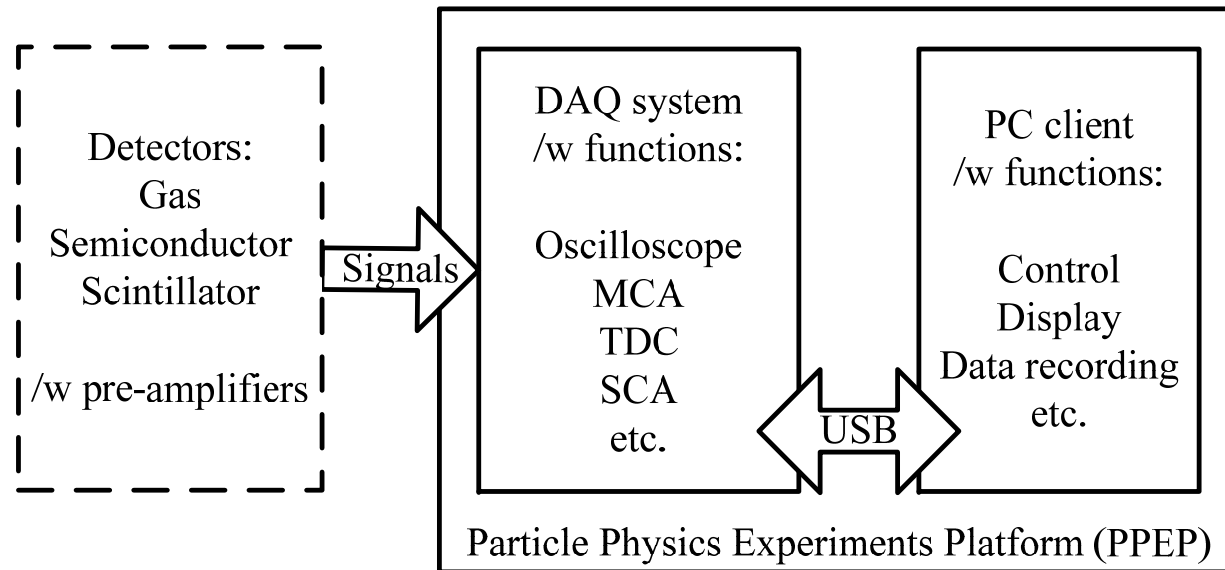 Detectors:
Gas
Semiconductor
Scintillator
/w pre-amplifiers
Signals
DAQ system
/w functions:
Oscilloscope
MCA
TDC
SCA
etc.
USB
PC client
/w functions:
Control
Display
Data recording
etc.
Particle Physics Experiments Platform (PPEP)